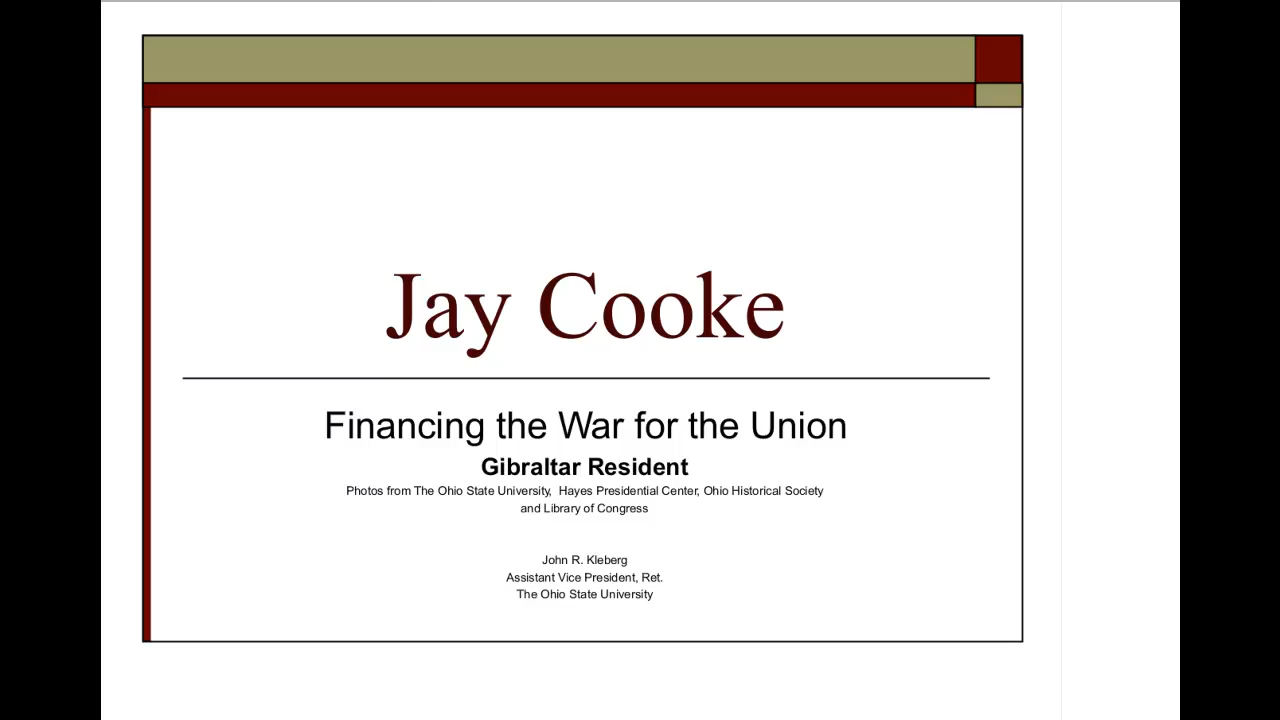 Jay Cooke
Financing the War for the Union
Gibraltar Resident
Photos from The Ohio State University, Hayes Presidential Center, Ohio Historical Society
and Library of Congress
John R. Kleberg
Assistant Vice President, Ret.
The Ohio State University